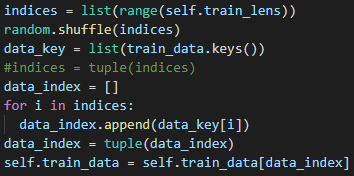 indices = list(range(self.train_lens))
random.shuffle(indices)
data_key = list(train_data.keys())
#indices = tuple(indices)
data_index = []
for i in indices:
  data_index.append(data_key[i])
data_index = tuple(data_index)
self.train_data = self.train_data[data_index]